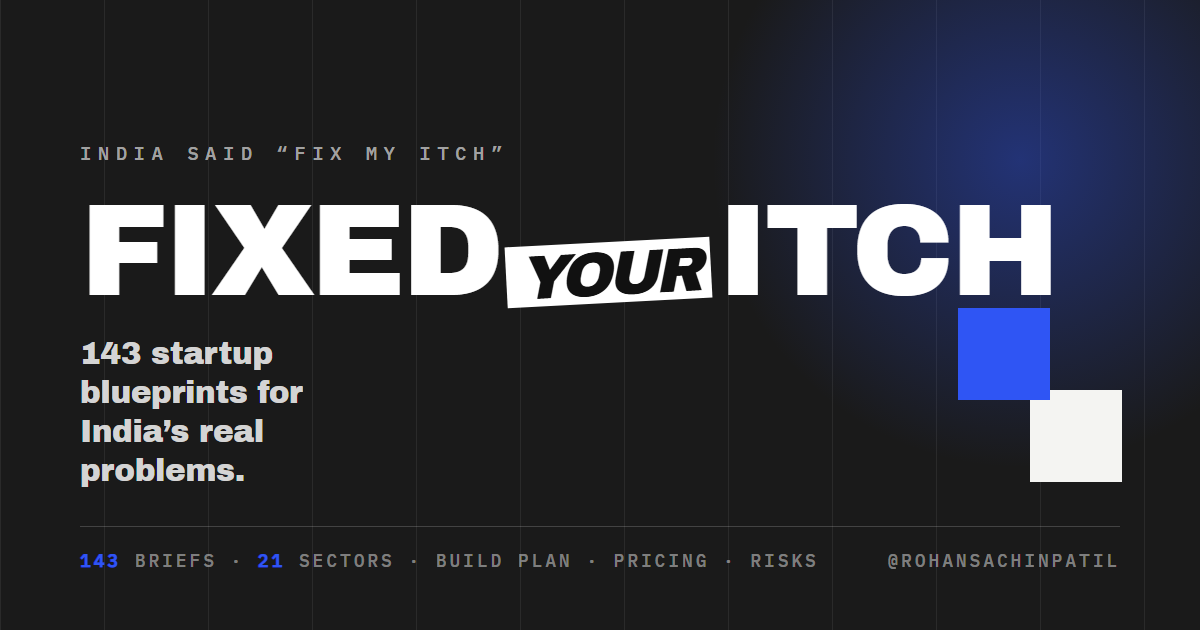 INDIA SAID “FIX MY ITCH”
FIXED YOUR ITCH
143 startup
blueprints for
India’s real
problems.
143 BRIEFS · 21 SECTORS · BUILD PLAN · PRICING · RISKS @ROHANSACHINPATIL